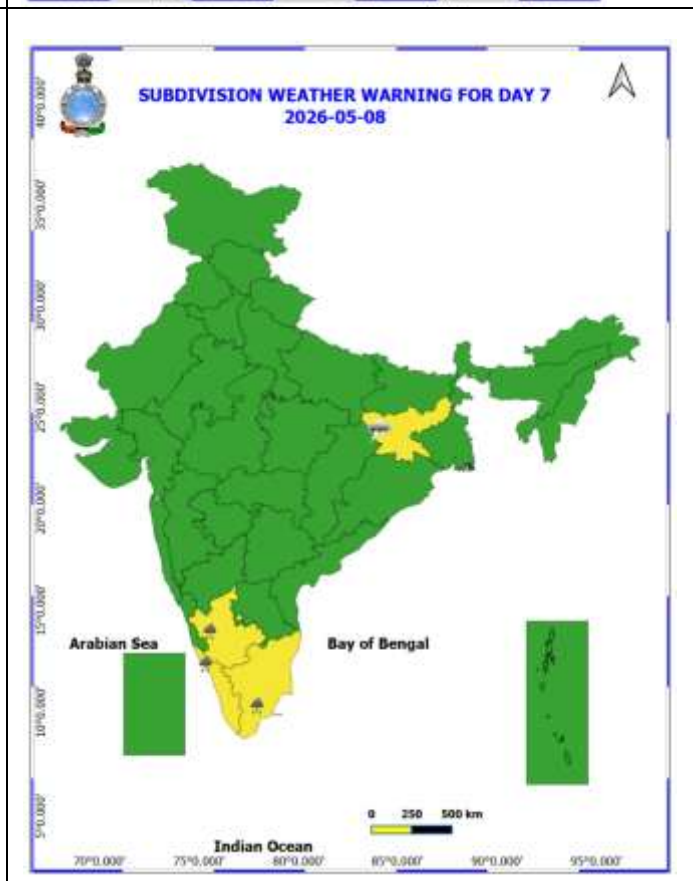 SUBDIVISION WEATHER WARNING FOR DAY 7
2026-05-08
40°0.000'
35°0.000'
30°0.000'
25°0.000'
20°0.000'
15°0.000'
Arabian Sea
Bay of Bengal
10°0.000'
5°0.000'
0 250 500 km
Indian Ocean
70°0.000' 75°0.000' 80°0.000' 85°0.000' 90°0.000' 95°0.000'